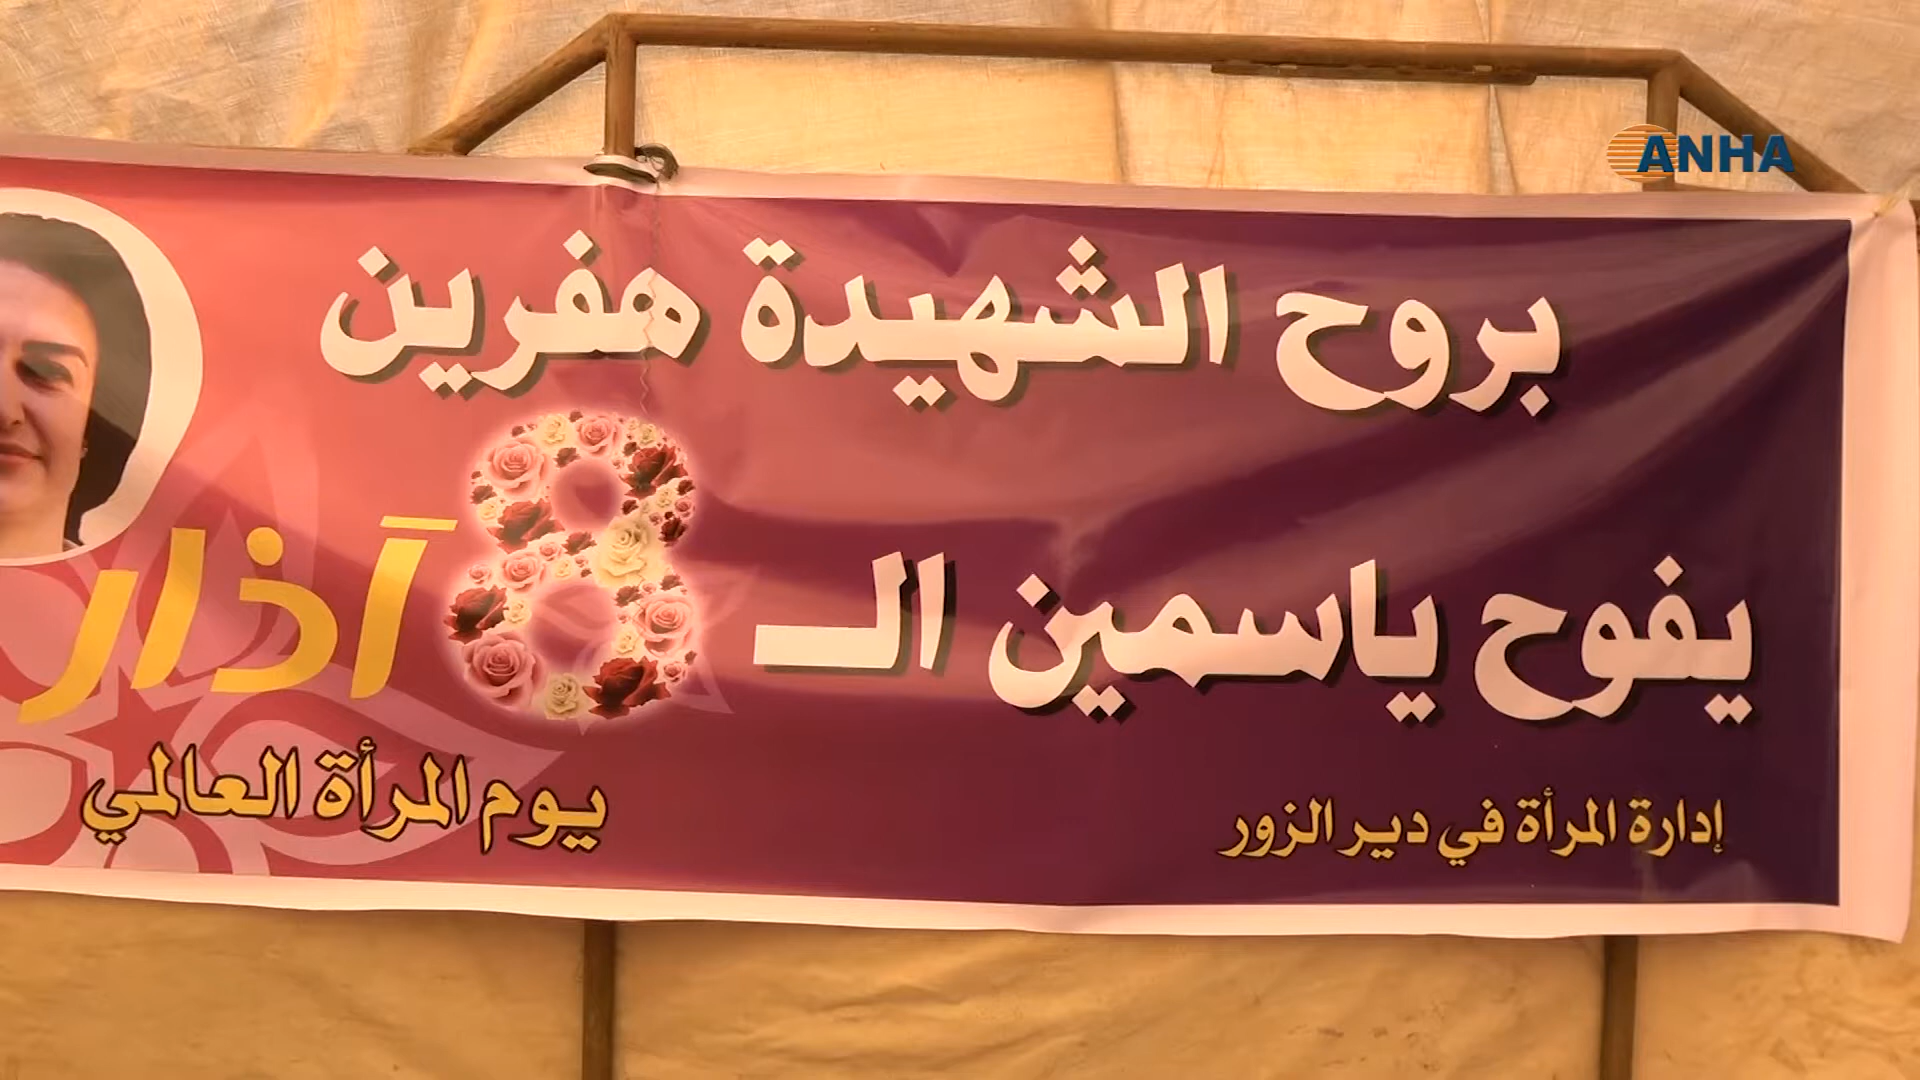 ANHA
بروح الشهيدة هفرين
يفوح ياسمين الـ 8 آذار
يوم المرأة العالمي
إدارة المرأة في دير الزور